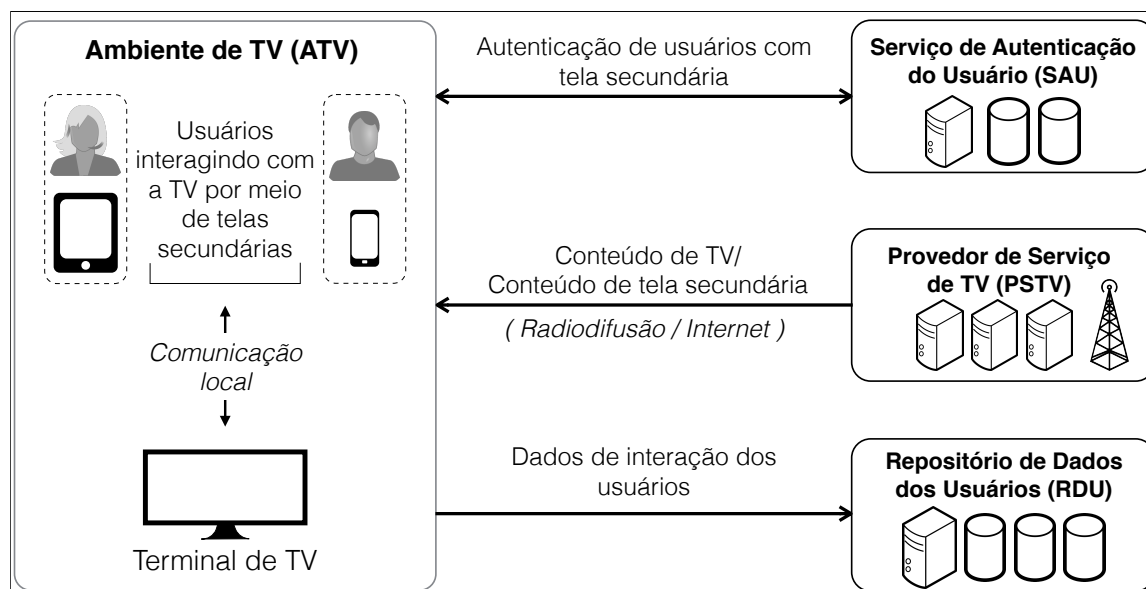 Ambiente de TV (ATV)
Usuários
interagindo com
a TV por meio
de telas
secundárias
Comunicação
local
Terminal de TV
Autenticação de usuários com
tela secundária
Serviço de Autenticação
do Usuário (SAU)
Conteúdo de TV/
Conteúdo de tela secundária
( Radiodifusão / Internet )
Provedor de Serviço
de TV (PSTV)
Dados de interação dos
usuários
Repositório de Dados
dos Usuários (RDU)